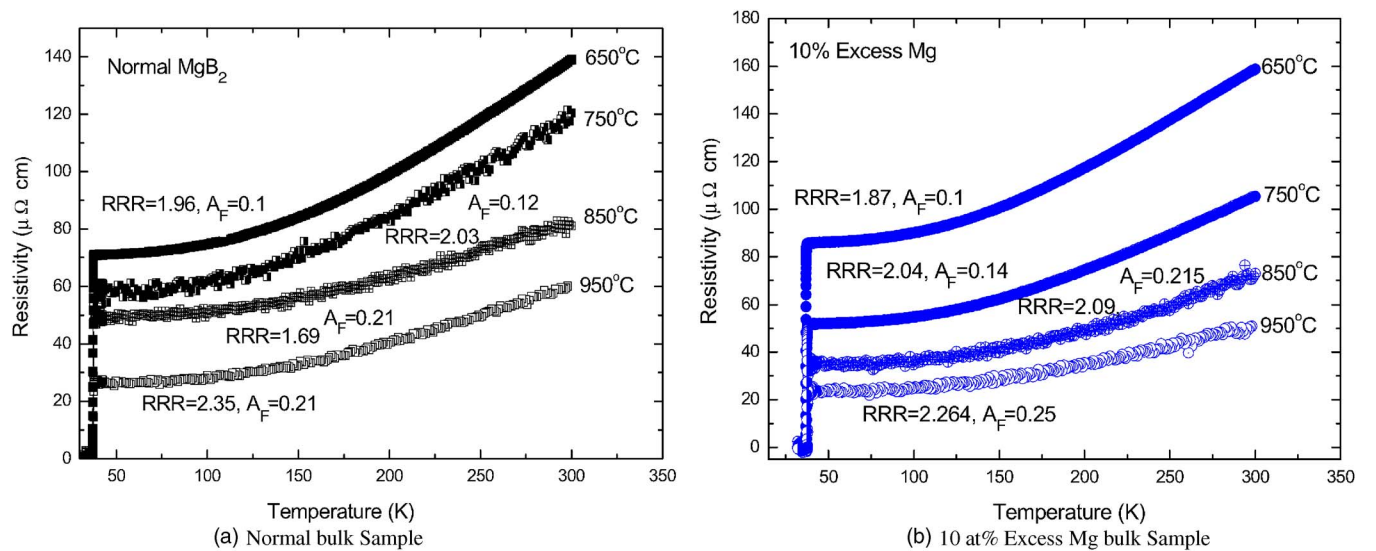 Normal MgB2
650°C
750°C
850°C
950°C
RRR=1.96, AF=0.1
AF=0.12
RRR=2.03
AF=0.21
RRR=1.69
RRR=2.35, AF=0.21
Resistivity (μ Ω cm)
140
120
100
80
60
40
20
0
50 100 150 200 250 300 350
Temperature (K)
(a) Normal bulk Sample
10% Excess Mg
650°C
750°C
850°C
950°C
RRR=1.87, AF=0.1
RRR=2.04, AF=0.14
AF=0.215
RRR=2.09
RRR=2.264, AF=0.25
Resistivity (μ Ω cm)
180
160
140
120
100
80
60
40
20
0
50 100 150 200 250 300 350
Temperature (K)
(b) 10 at% Excess Mg bulk Sample